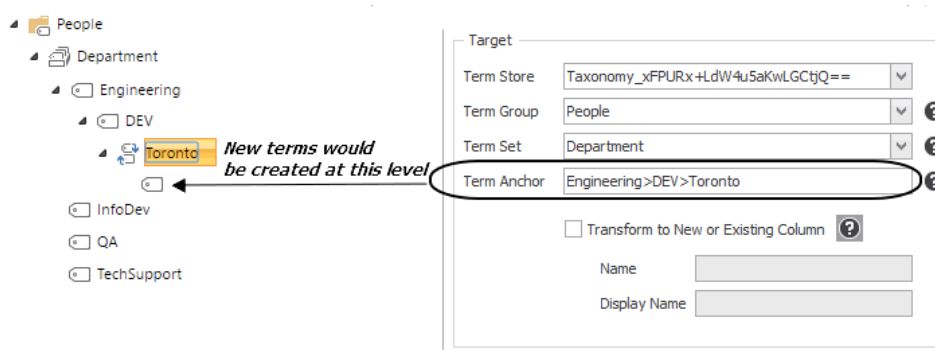 People
Department
Engineering
DEV
Toronto
New terms would
be created at this level
InfoDev
QA
TechSupport
Target
Term Store Taxonomy_xFPURx+LdW4u5aKwLGCtjQ==
Term Group People
Term Set Department
Term Anchor Engineering>DEV>Toronto
Transform to New or Existing Column ?
Name
Display Name